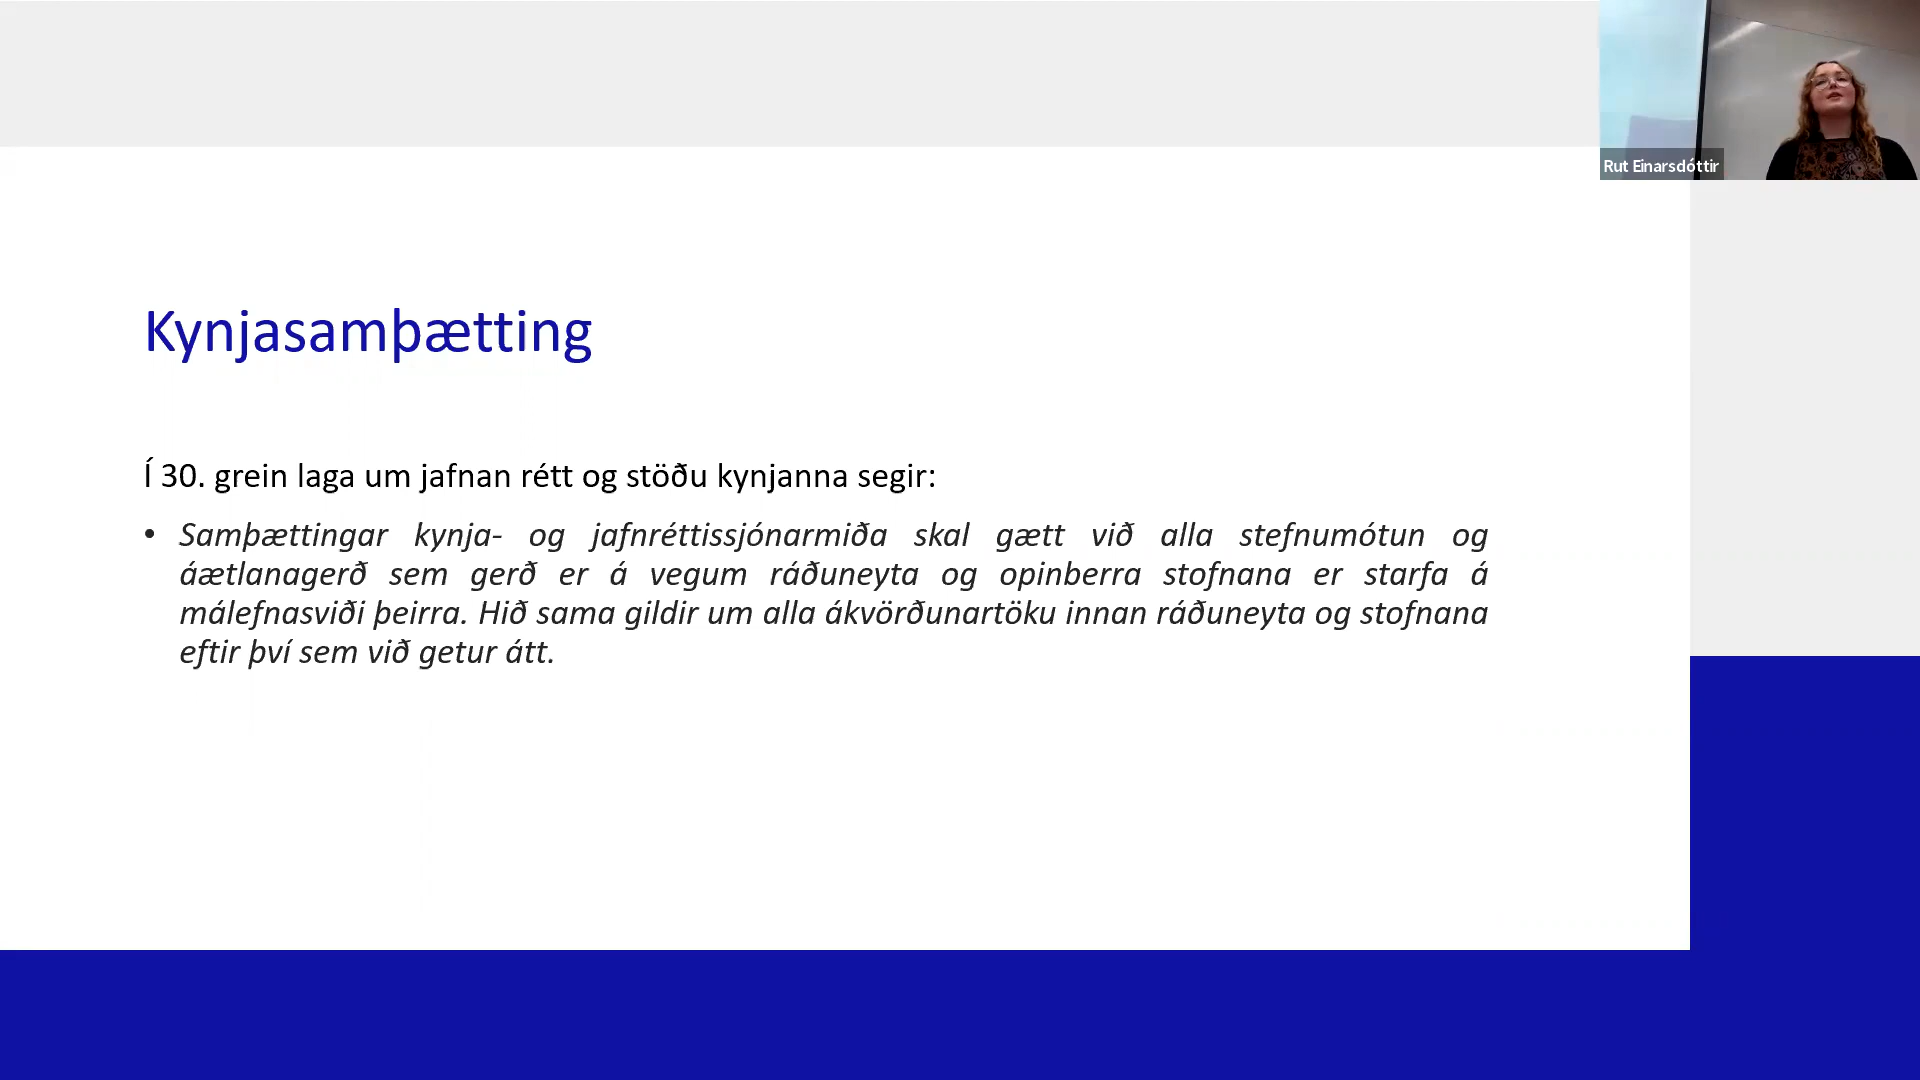 Rut Einarsdóttir
Kynjasamþætting
Í 30. grein laga um jafnan rétt og stöðu kynjanna segir:
• Samþættingar kynja- og jafnréttissjónarmiða skal gætt við alla stefnumótun og
áætlanagerð sem gerð er á vegum ráðuneyta og opinberra stofnana er starfa á
málefnasviði þeirra. Hið sama gildir um alla ákvörðunartöku innan ráðuneyta og stofnana
eftir því sem við getur átt.